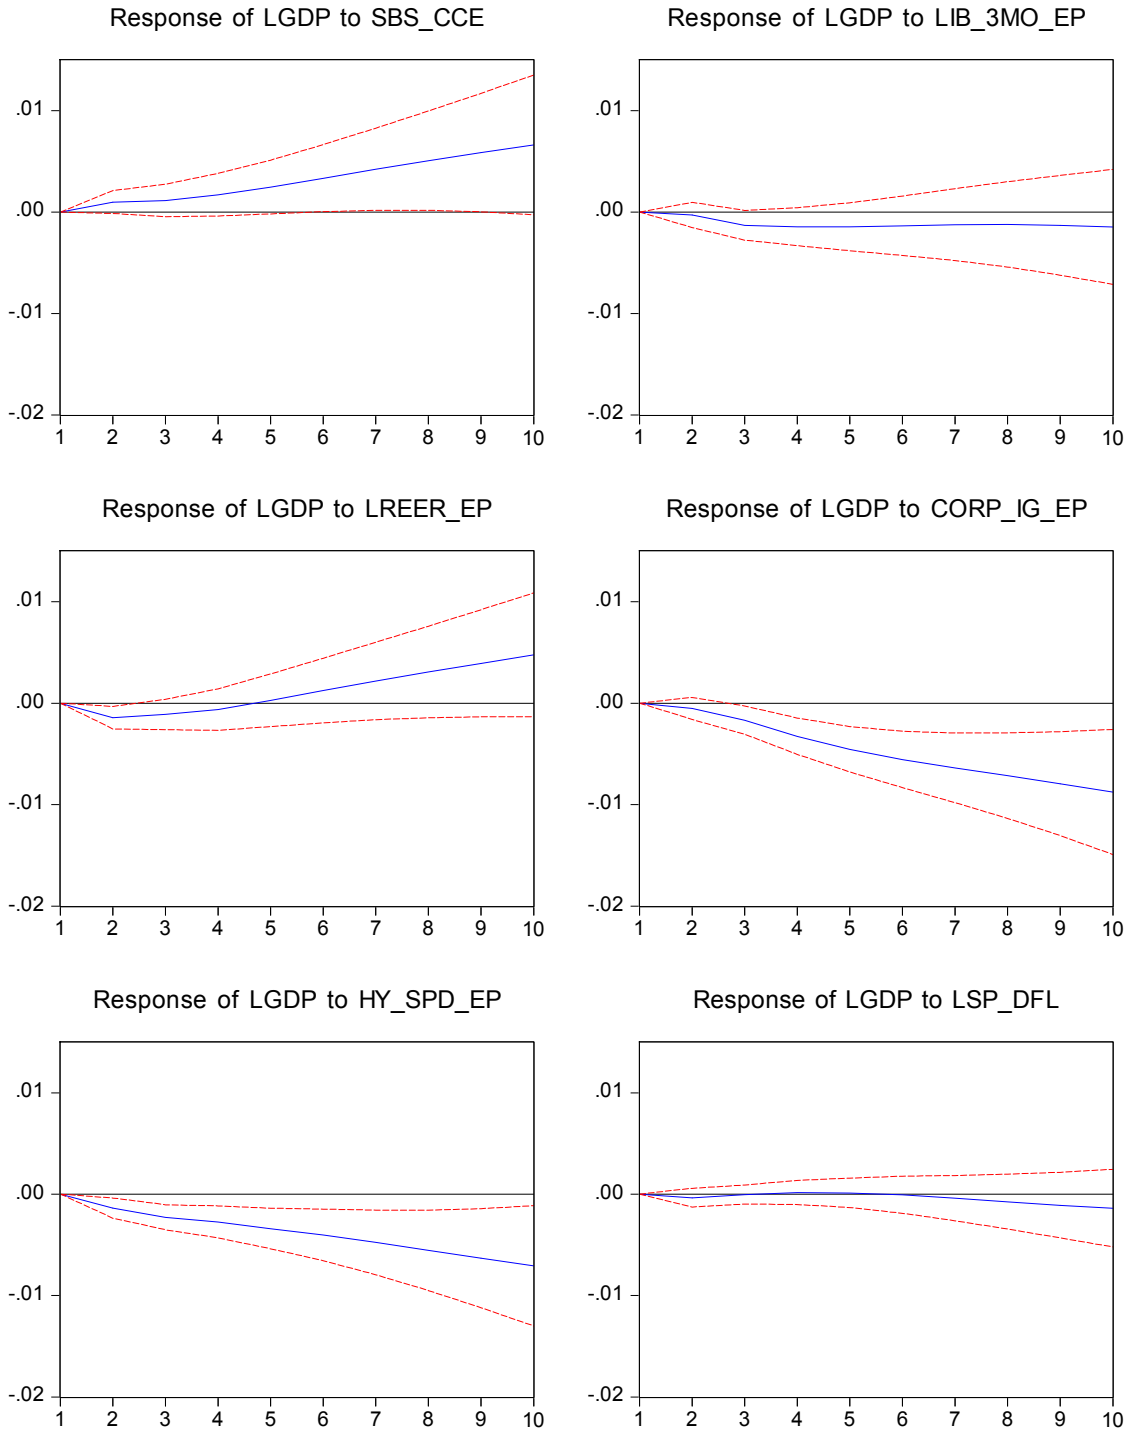 Response of LGDP to SBS_CCE
.01
.00
-.01
-.02
1 2 3 4 5 6 7 8 9 10
Response of LGDP to LIB_3MO_EP
.01
.00
-.01
-.02
1 2 3 4 5 6 7 8 9 10
Response of LGDP to LREER_EP
.01
.00
-.01
-.02
1 2 3 4 5 6 7 8 9 10
Response of LGDP to CORP_IG_EP
.01
.00
-.01
-.02
1 2 3 4 5 6 7 8 9 10
Response of LGDP to HY_SPD_EP
.01
.00
-.01
-.02
1 2 3 4 5 6 7 8 9 10
Response of LGDP to LSP_DFL
.01
.00
-.01
-.02
1 2 3 4 5 6 7 8 9 10